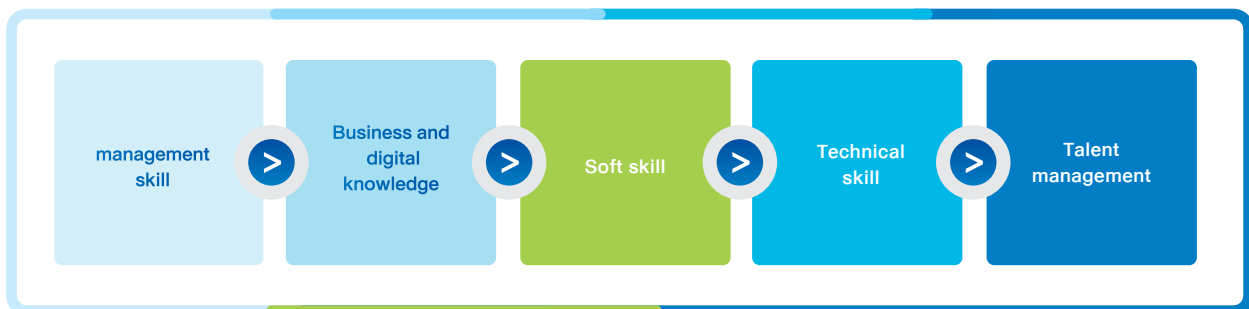 management
skill
>
Business and
digital
knowledge
>
Soft skill
>
Technical
skill
>
Talent
management